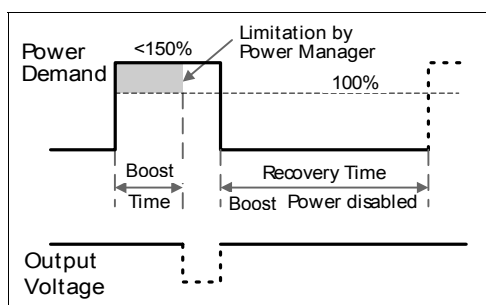 Power
Demand
<150%
Limitation by
Power Manager
100%
Boost
Time
Recovery Time
Boost Power disabled
Output
Voltage